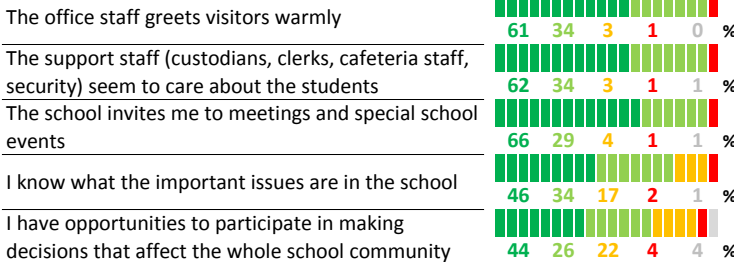 The office staff greets visitors warmly
61 34 3 1 0 %
The support staff (custodians, clerks, cafeteria staff,
security) seem to care about the students
62 34 3 1 1 %
The school invites me to meetings and special school
events
66 29 4 1 1 %
I know what the important issues are in the school
46 34 17 2 1 %
I have opportunities to participate in making
decisions that affect the whole school community
44 26 22 4 4 %